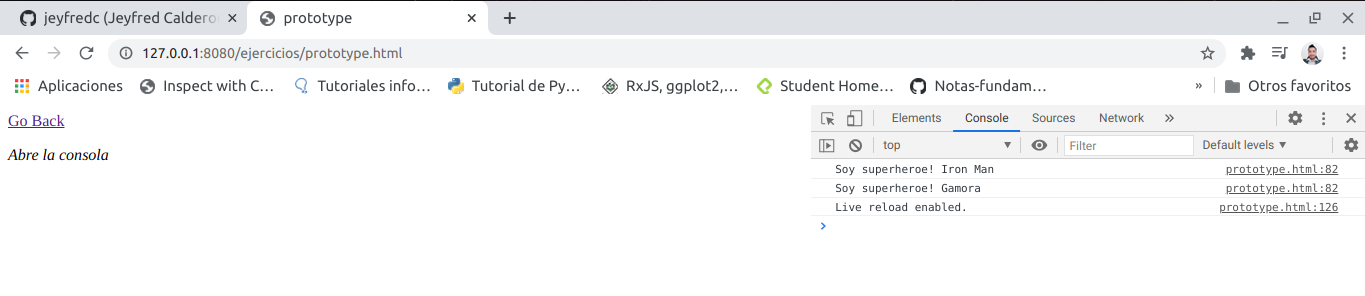 jeyfredc (Jeyfred Caldero
prototype
127.0.0.1:8080/ejercicios/prototype.html
Aplicaciones Inspect with C… Tutoriales info… Tutorial de Py… RxJS, ggplot2,… Student Home… Notas-fundam… » Otros favoritos
Go Back
Abre la consola
Elements Console Sources Network »
top Filter Default levels
Soy superheroe! Iron Man prototype.html:82
Soy superheroe! Gamora prototype.html:82
Live reload enabled. prototype.html:126